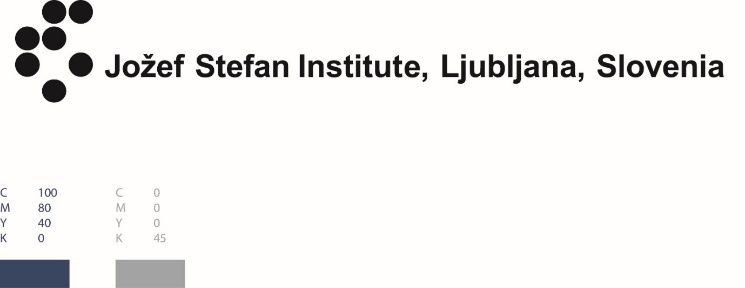 Jožef Stefan Institute, Ljubljana, Slovenia
C 100 C 0
M 80 M 0
Y 40 Y 0
K 0 K 45